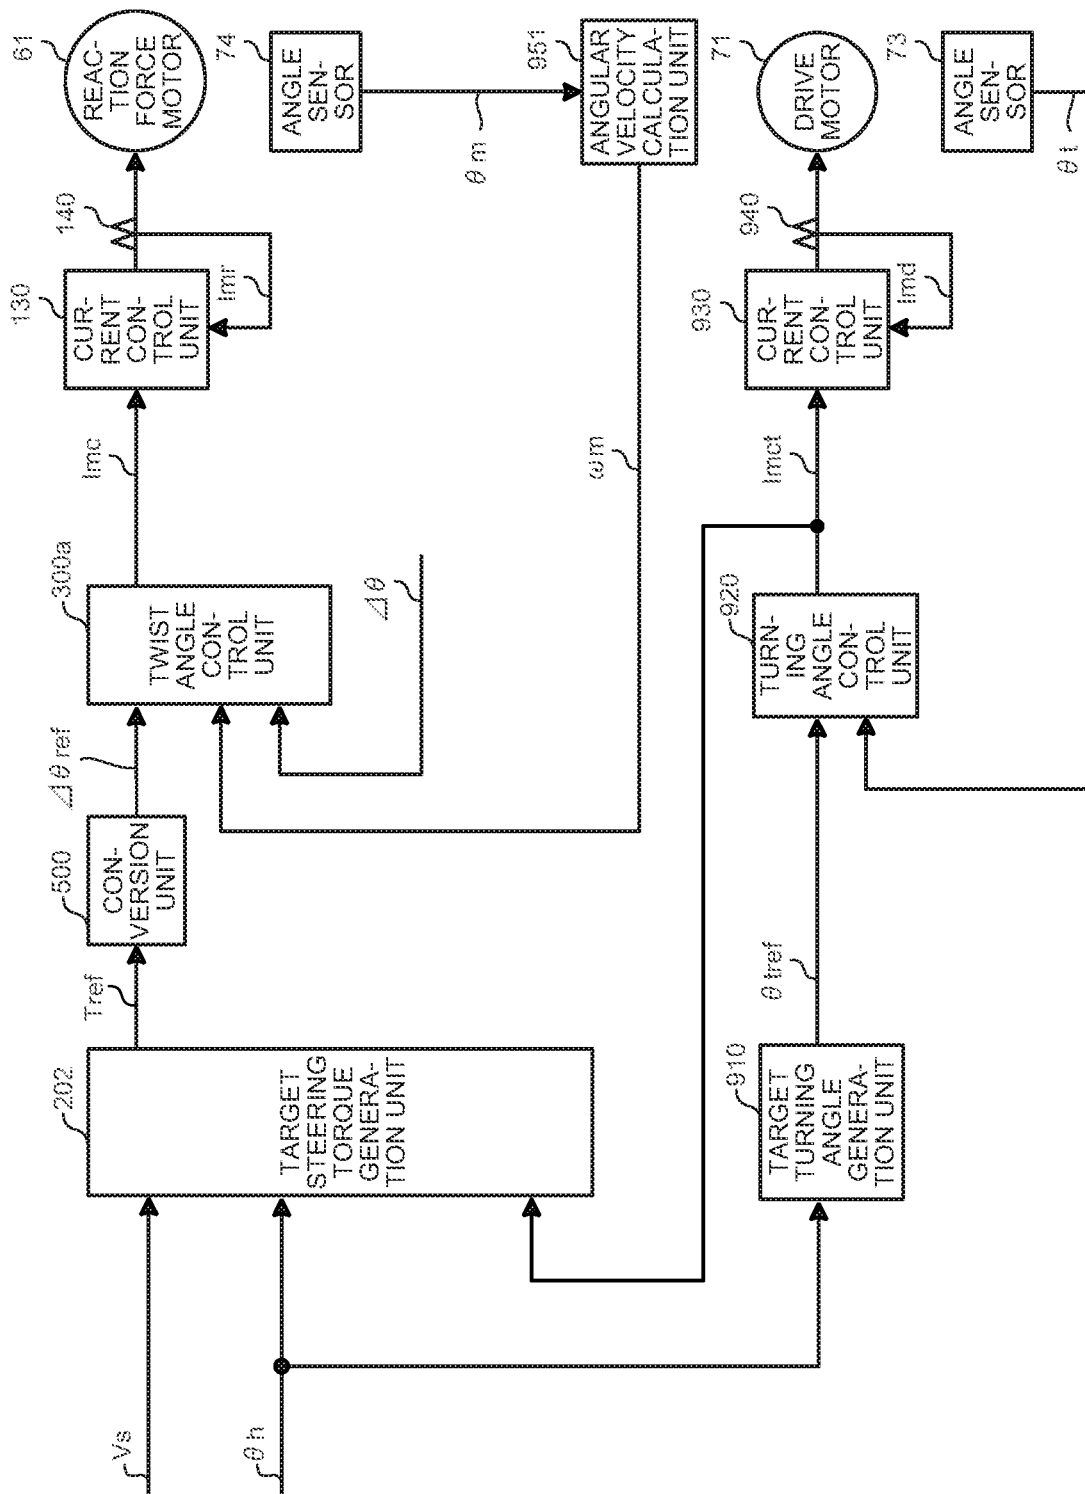 Vs
θh
202
TARGET
STEERING
TORQUE
GENERA-
TION UNIT
Tref
500
CON-
VERSION
UNIT
Δθref
300a
TWIST
ANGLE
CON-
TROL
UNIT
Δθ
Imc
130
CUR-
RENT
CON-
TROL
UNIT
Imr
140
61
REAC-
TION
FORCE
MOTOR
74
ANGLE
SEN-
SOR
θm
951
ANGULAR
VELOCITY
CALCULA-
TION UNIT
ωm
910
TARGET
TURNING
ANGLE
GENERA-
TION UNIT
θtref
920
TURN-
ING
ANGLE
CON-
TROL
UNIT
Imct
930
CUR-
RENT
CON-
TROL
UNIT
Imd
940
71
DRIVE
MOTOR
73
ANGLE
SEN-
SOR
θt